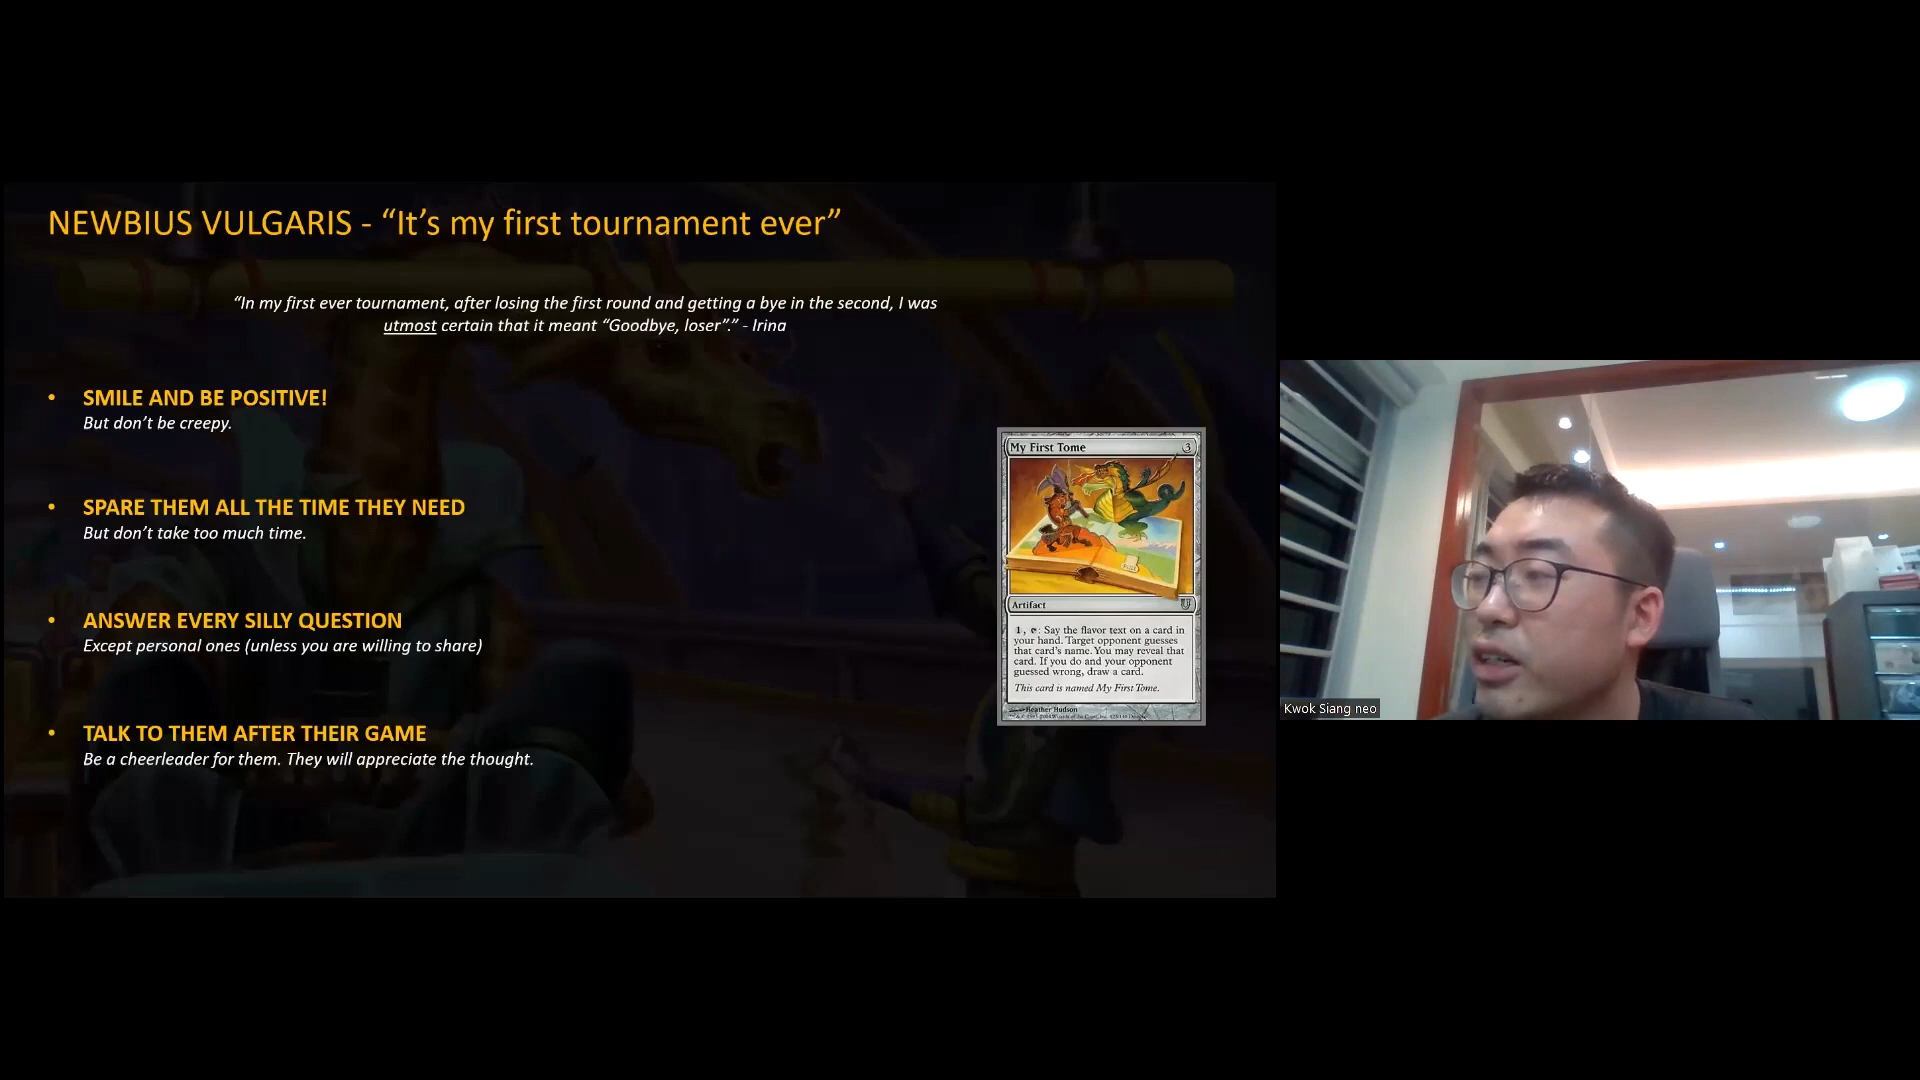 NEWBIUS VULGARIS - “It’s my first tournament ever”
“In my first ever tournament, after losing the first round and getting a bye in the second, I was
utmost certain that it meant “Goodbye, loser”.” - Irina
• SMILE AND BE POSITIVE!
But don’t be creepy.
• SPARE THEM ALL THE TIME THEY NEED
But don’t take too much time.
• ANSWER EVERY SILLY QUESTION
Except personal ones (unless you are willing to share)
• TALK TO THEM AFTER THEIR GAME
Be a cheerleader for them. They will appreciate the thought.
My First Tome 3
Artifact
1, : Say the flavor text on a card in
your hand. Target opponent guesses
that card’s name. You may reveal that
card. If you do and your opponent
guessed wrong, draw a card.
This card is named My First Tome.
Heather Hudson
Kwok Siang neo